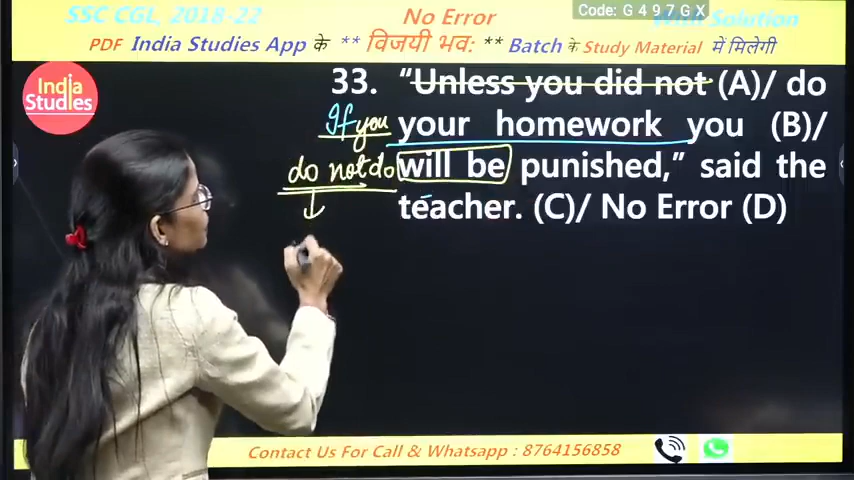 SSC CGL, 2018-22
No Error
Code: G 4 9 7 G X
With Solution
PDF India Studies App के ** विजयी भव: ** Batch के Study Material में मिलेगी
India
Studies
33. “Unless you did not (A)/ do
If you your homework you (B)/
do not do will be punished,” said the
teacher. (C)/ No Error (D)
Contact Us For Call & Whatsapp : 8764156858